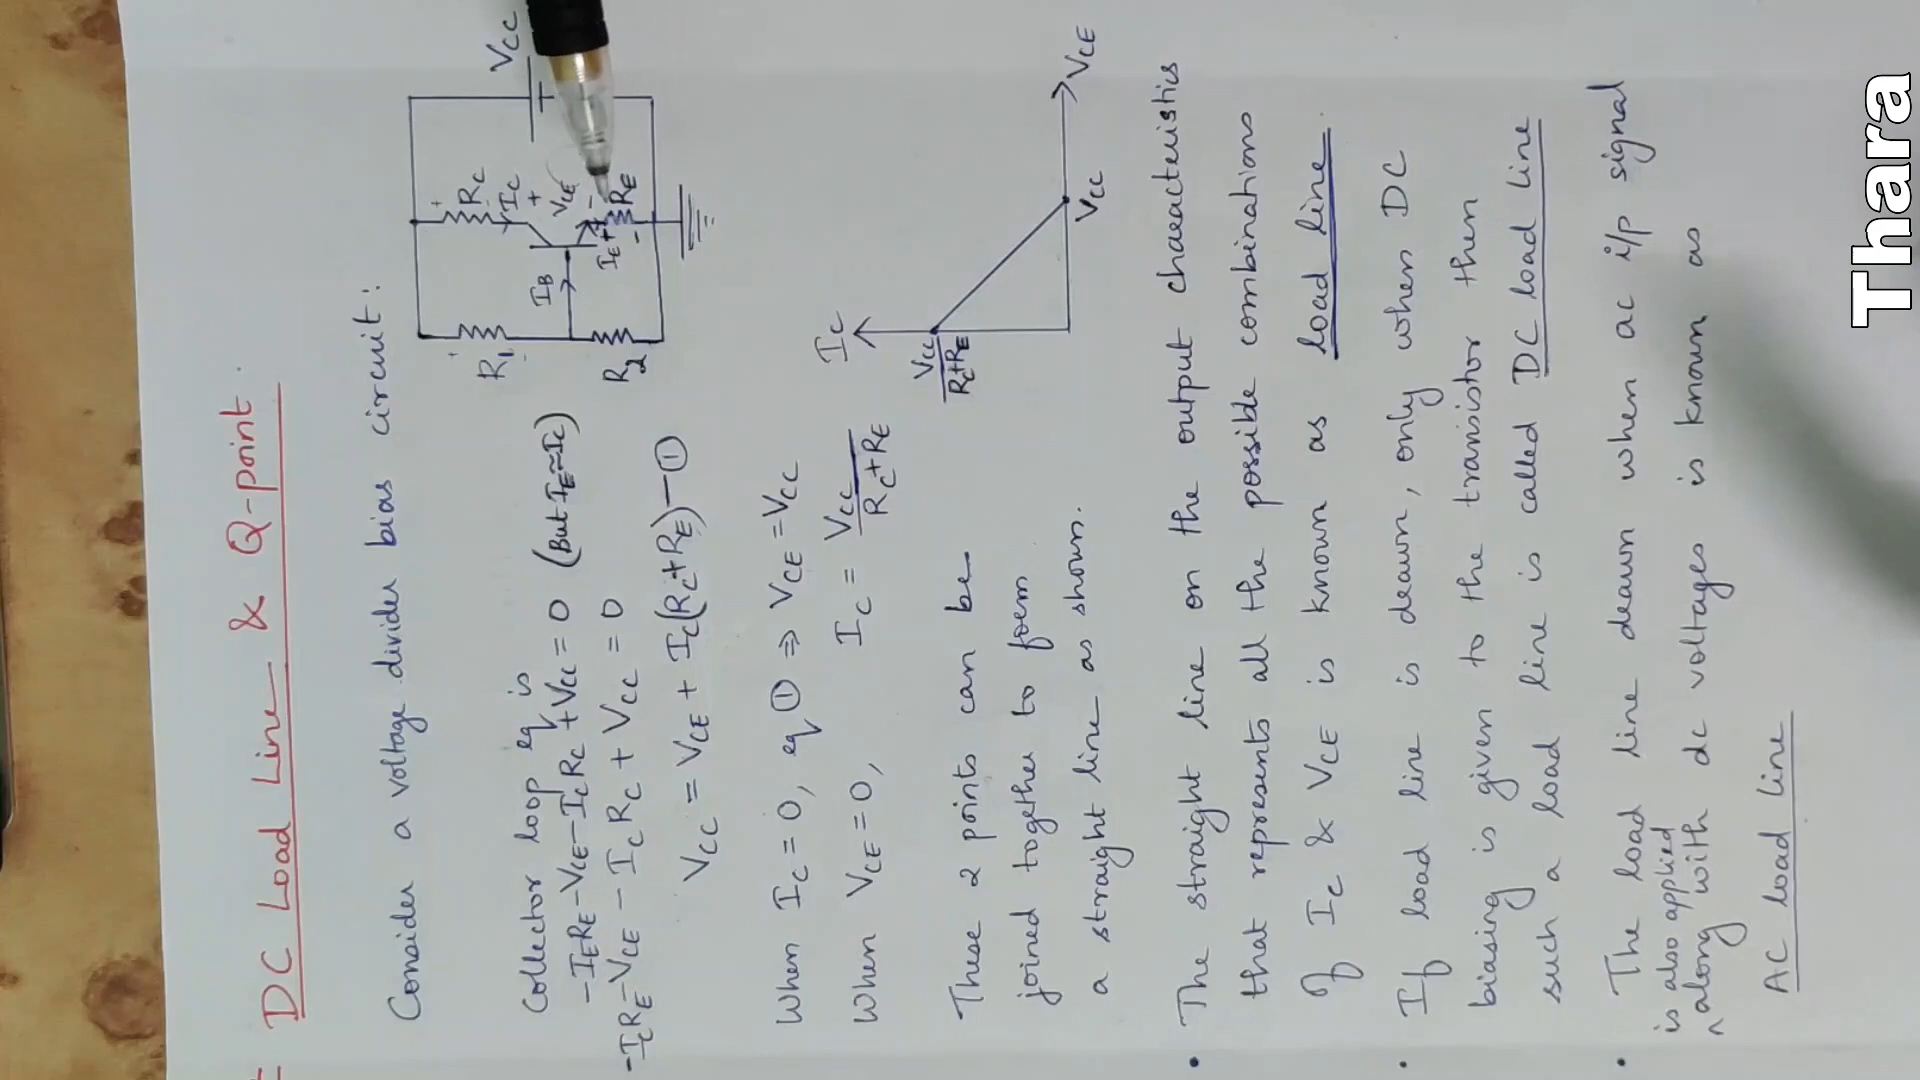 DC Load Line & Q-point.
Consider a voltage divider bias circuit:
Collector loop eq is
-IERE-VCE-ICRC+VCC=0 (But IE≃IC)
-ICRE-VCE-ICRC+VCC=0
VCC=VCE+IC(RC+RE)-①
When IC=0, eq① ⇒ VCE=VCC
When VCE=0, IC=VCC/RC+RE
These 2 points can be
joined together to form
a straight line as shown.
R1
R2
RC
IC
+
VCE
-
IB
IE
RE
VCC
IC
VCC/RC+RE
VCC
VCE
• The straight line on the output characteristics
that represents all the possible combinations
of IC & VCE is known as load line.
• If load line is drawn, only when DC
biasing is given to the transistor then
such a load line is called DC load line
• The load line drawn when ac i/p signal
is also applied
^along with dc voltages is known as
AC load line
Thara